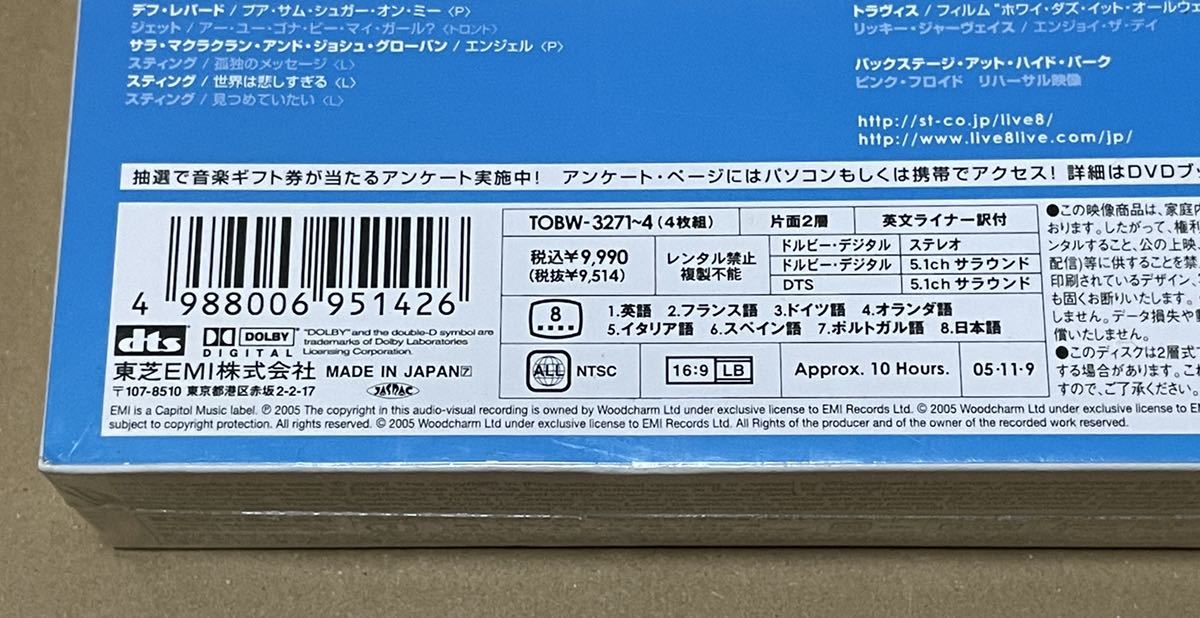 デフ・レパード / プア・サム・シュガー・オン・ミー〈P〉
ジェット / アー・ユー・ゴナ・ビー・マイ・ガール?〈トロント〉
サラ・マクラクラン・アンド・ジョシュ・グローバン / エンジェル〈P〉
スティング / 孤独のメッセージ〈L〉
スティング / 世界は悲しすぎる〈L〉
スティング / 見つめていたい〈L〉
トラヴィス / フィルム "ホワイ・ダズ・イット・オールウェ
リッキー・ジャーヴェイス / エンジョイ・ザ・デイ
バックステージ・アット・ハイド・パーク
ピンク・フロイド リハーサル映像
http://st-co.jp/live8/
http://www.live8live.com/jp/
抽選で音楽ギフト券が当たるアンケート実施中! アンケート・ページにはパソコンもしくは携帯でアクセス! 詳細はDVDブッ
4 988006 951426
dts DOLBY DIGITAL
"DOLBY" and the double-D symbol are
trademarks of Dolby Laboratories
Licensing Corporation.
東芝EMI株式会社 MADE IN JAPAN 7
〒107-8510 東京都港区赤坂2-2-17 JASRAC
TOBW-3271~4 (4枚組) 片面2層 英文ライナー訳付
税込¥9,990
(税抜¥9,514)
レンタル禁止
複製不能
ドルビー・デジタル ステレオ
ドルビー・デジタル 5.1ch サラウンド
DTS 5.1ch サラウンド
8 1.英語 2.フランス語 3.ドイツ語 4.オランダ語
5.イタリア語 6.スペイン語 7.ポルトガル語 8.日本語
ALL NTSC 16:9 LB Approx. 10 Hours. 05・11・9
●この映像商品は、家庭内
おります。したがって、権利
ンタルすること、公の上映、
配信)等に供することを禁
印刷されているデザイン、
も固くお断りいたします。
しません。データ損失や
償いたしません。
●このディスクは2層式
する場合があります。これ
すので、ご了承ください。
EMI is a Capitol Music label. ℗ 2005 The copyright in this audio-visual recording is owned by Woodcharm Ltd under exclusive license to EMI Records Ltd. © 2005 Woodcharm Ltd under exclusive license to EM
subject to copyright protection. All rights reserved. © 2005 Woodcharm Ltd under exclusive license to EMI Records Ltd. All Rights of the producer and of the owner of the recorded work reserved.